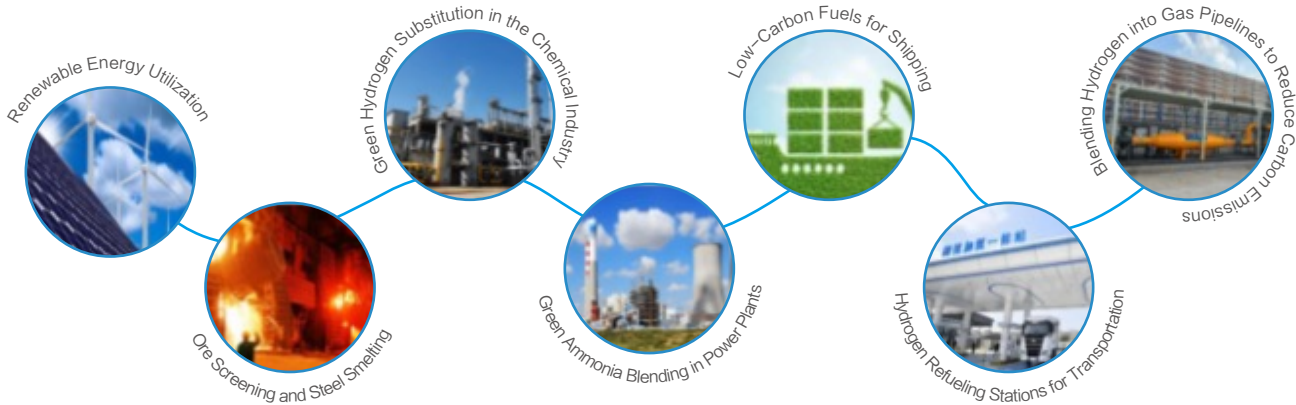 Renewable Energy Utilization
Ore Screening and Steel Smelting
Green Hydrogen Substitution in the Chemical Industry
Green Ammonia Blending in Power Plants
Low-Carbon Fuels for Shipping
Hydrogen Refueling Stations for Transportation
Blending Hydrogen into Gas Pipelines to Reduce Carbon Emissions